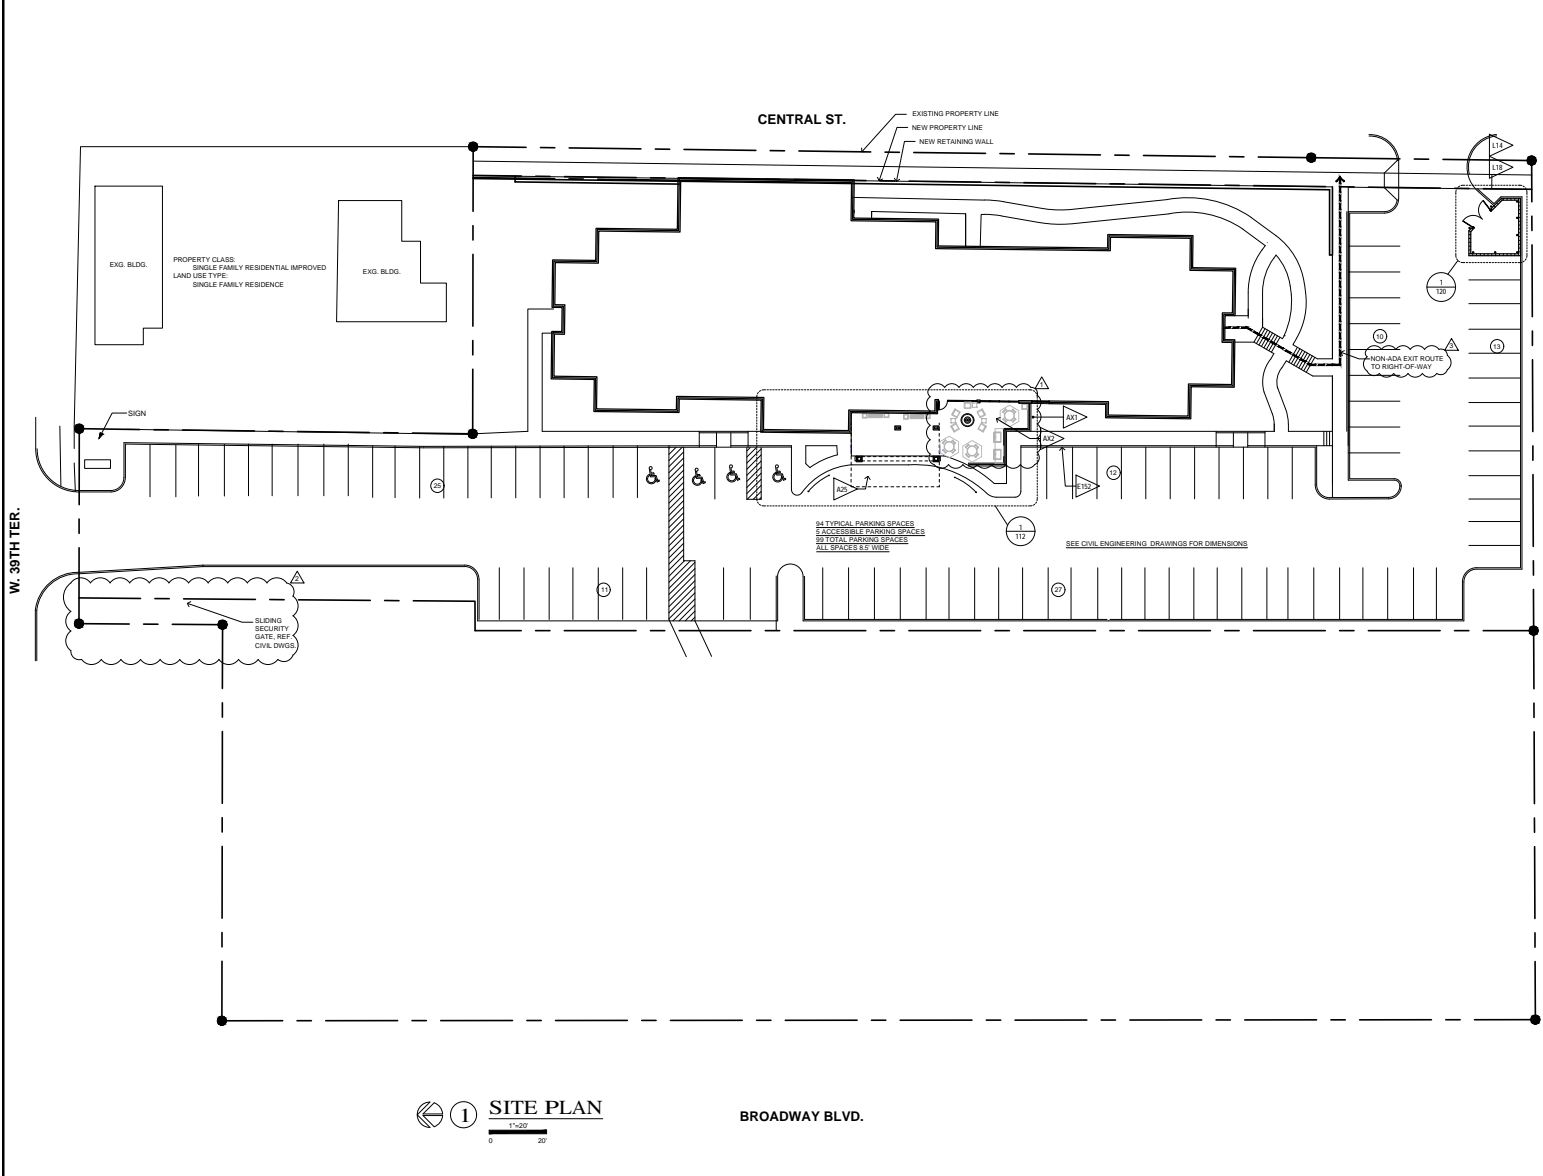 CENTRAL ST.
EXISTING PROPERTY LINE
NEW PROPERTY LINE
NEW RETAINING WALL
L14
L18
EXG. BLDG.
PROPERTY CLASS:
SINGLE FAMILY RESIDENTIAL IMPROVED
LAND USE TYPE:
SINGLE FAMILY RESIDENCE
EXG. BLDG.
1
120
10
13
3
NON-ADA EXIT ROUTE
TO RIGHT-OF-WAY
1
SIGN
AX1
AX2
25
A25
E152
12
94 TYPICAL PARKING SPACES
5 ACCESSIBLE PARKING SPACES
99 TOTAL PARKING SPACES
ALL SPACES 8.5' WIDE
1
112
SEE CIVIL ENGINEERING DRAWINGS FOR DIMENSIONS
W. 39TH TER.
2
11
27
SLIDING
SECURITY
GATE, REF.
CIVIL DWGS.
1
SITE PLAN
1"=20'
0 20'
BROADWAY BLVD.